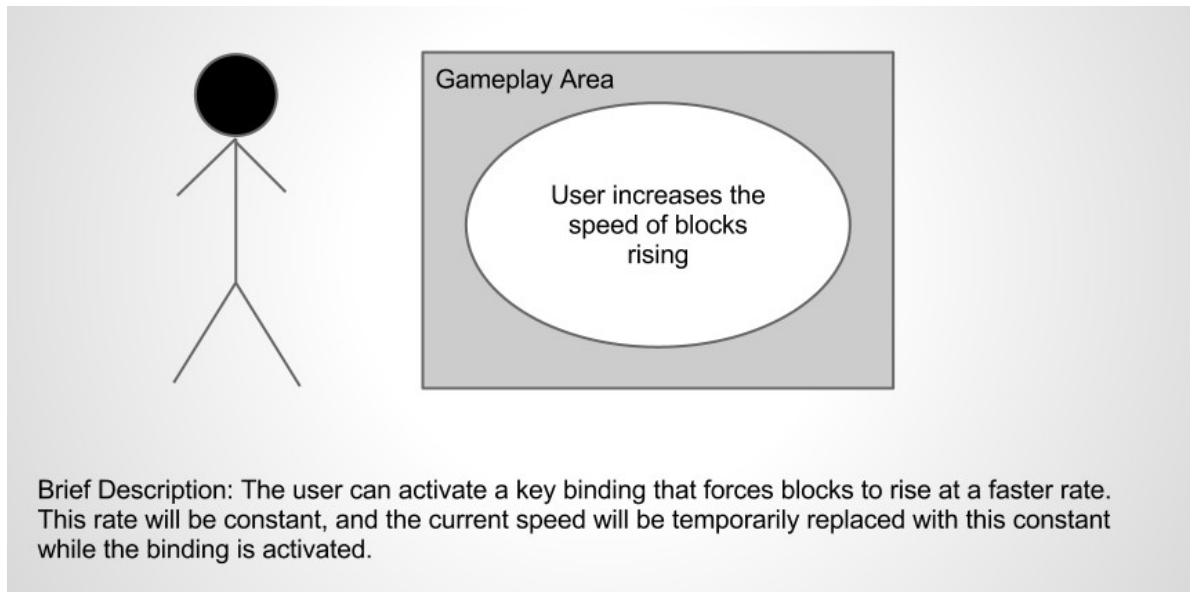 Gameplay Area
User increases the
speed of blocks
rising
Brief Description: The user can activate a key binding that forces blocks to rise at a faster rate.
This rate will be constant, and the current speed will be temporarily replaced with this constant
while the binding is activated.